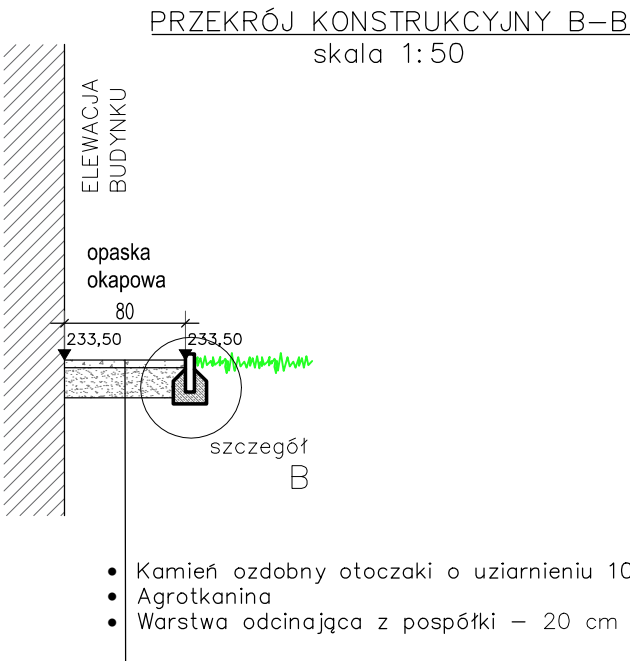 PRZEKRÓJ KONSTRUKCYJNY B-B
skala 1:50
ELEWACJA
BUDYNKU
opaska
okapowa
80
233,50
233,50
szczegół
B
• Kamień ozdobny otoczaki o uziarnieniu 10
• Agrotkanina
• Warstwa odcinająca z pospółki – 20 cm